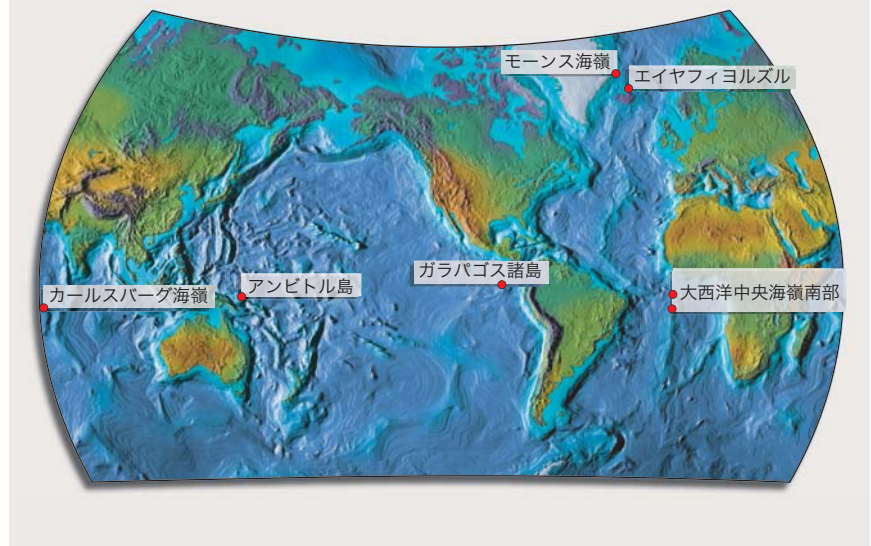 モーンス海嶺
エイヤフィヨルズル
ガラパゴス諸島
アンビトル島
カールスバーグ海嶺
大西洋中央海嶺南部